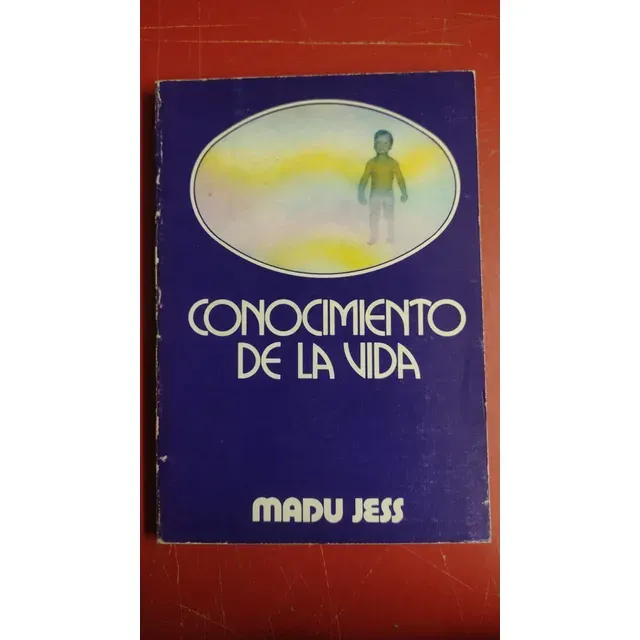 CONOCIMIENTO
DE LA VIDA
MADU JESS